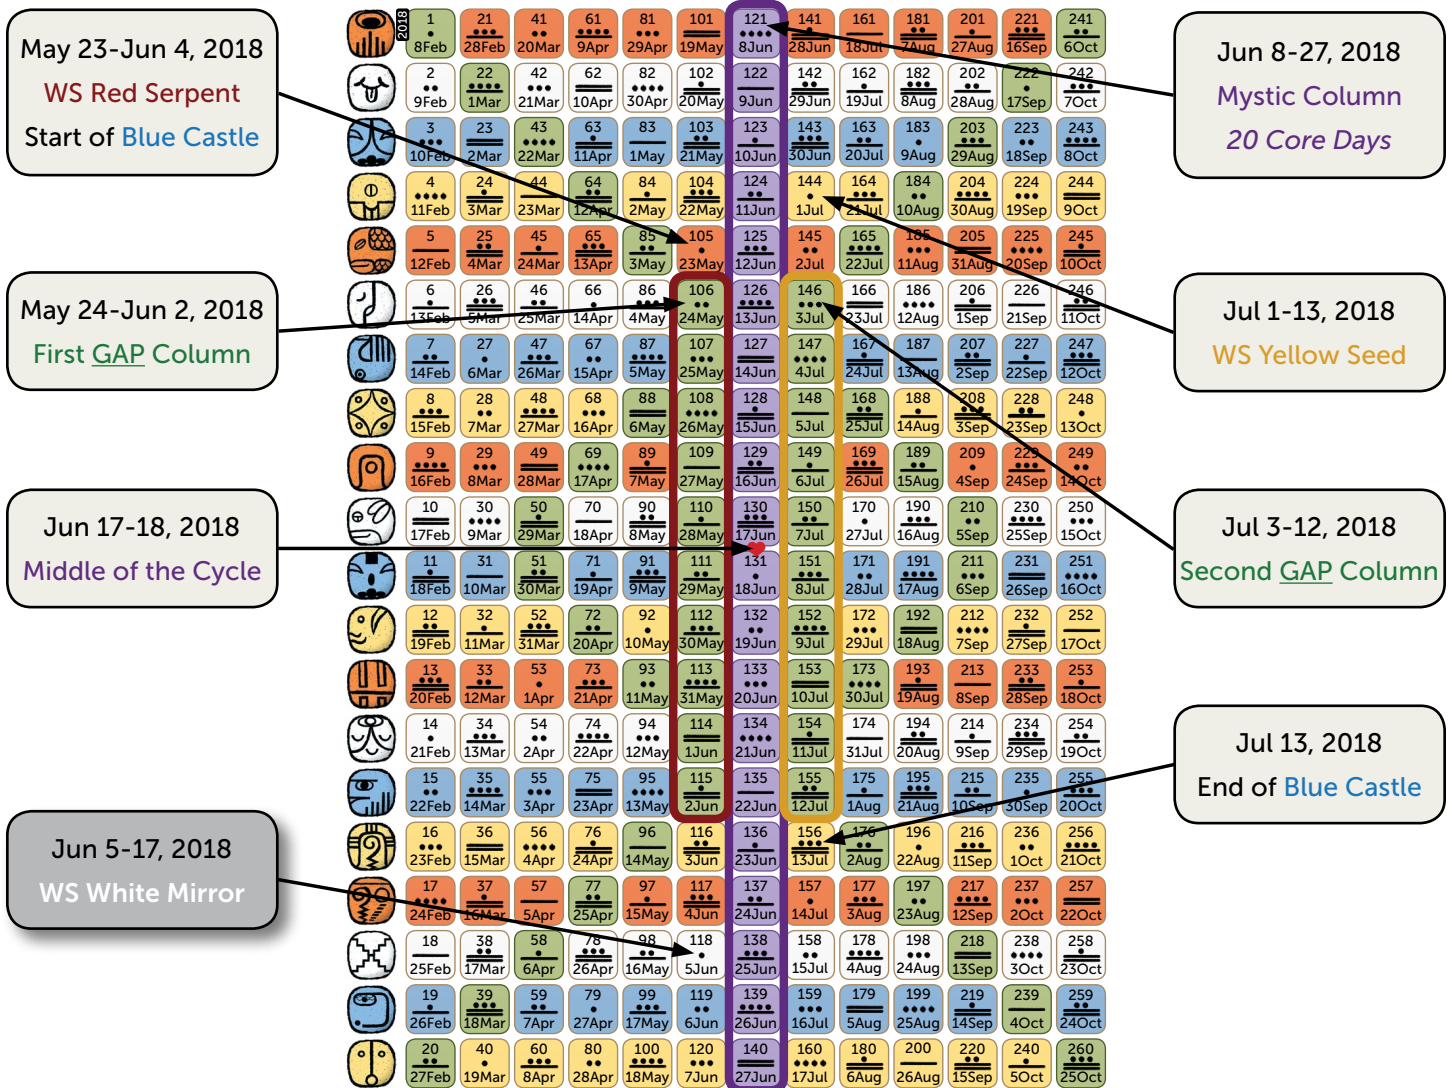 May 23-Jun 4, 2018
WS Red Serpent
Start of Blue Castle
May 24-Jun 2, 2018
First GAP Column
Jun 17-18, 2018
Middle of the Cycle
Jun 5-17, 2018
WS White Mirror
2018
1 21 41 61 81 101 121 141 161 181 201 221 241
8Feb 28Feb 20Mar 9Apr 29Apr 19May 8Jun 28Jun 18Jul 7Aug 27Aug 16Sep 6Oct
2 22 42 62 82 102 122 142 162 182 202 222 242
9Feb 1Mar 21Mar 10Apr 30Apr 20May 9Jun 29Jun 19Jul 8Aug 28Aug 17Sep 7Oct
3 23 43 63 83 103 123 143 163 183 203 223 243
10Feb 2Mar 22Mar 11Apr 1May 21May 10Jun 30Jun 20Jul 9Aug 29Aug 18Sep 8Oct
4 24 44 64 84 104 124 144 164 184 204 224 244
11Feb 3Mar 23Mar 12Apr 2May 22May 11Jun 1Jul 21Jul 10Aug 30Aug 19Sep 9Oct
5 25 45 65 85 105 125 145 165 185 205 225 245
12Feb 4Mar 24Mar 13Apr 3May 23May 12Jun 2Jul 22Jul 11Aug 31Aug 20Sep 10Oct
6 26 46 66 86 106 126 146 166 186 206 226 246
13Feb 5Mar 25Mar 14Apr 4May 24May 13Jun 3Jul 23Jul 12Aug 1Sep 21Sep 11Oct
7 27 47 67 87 107 127 147 167 187 207 227 247
14Feb 6Mar 26Mar 15Apr 5May 25May 14Jun 4Jul 24Jul 13Aug 2Sep 22Sep 12Oct
8 28 48 68 88 108 128 148 168 188 208 228 248
15Feb 7Mar 27Mar 16Apr 6May 26May 15Jun 5Jul 25Jul 14Aug 3Sep 23Sep 13Oct
9 29 49 69 89 109 129 149 169 189 209 229 249
16Feb 8Mar 28Mar 17Apr 7May 27May 16Jun 6Jul 26Jul 15Aug 4Sep 24Sep 14Oct
10 30 50 70 90 110 130 150 170 190 210 230 250
17Feb 9Mar 29Mar 18Apr 8May 28May 17Jun 7Jul 27Jul 16Aug 5Sep 25Sep 15Oct
11 31 51 71 91 111 131 151 171 191 211 231 251
18Feb 10Mar 30Mar 19Apr 9May 29May 18Jun 8Jul 28Jul 17Aug 6Sep 26Sep 16Oct
12 32 52 72 92 112 132 152 172 192 212 232 252
19Feb 11Mar 31Mar 20Apr 10May 30May 19Jun 9Jul 29Jul 18Aug 7Sep 27Sep 17Oct
13 33 53 73 93 113 133 153 173 193 213 233 253
20Feb 12Mar 1Apr 21Apr 11May 31May 20Jun 10Jul 30Jul 19Aug 8Sep 28Sep 18Oct
14 34 54 74 94 114 134 154 174 194 214 234 254
21Feb 13Mar 2Apr 22Apr 12May 1Jun 21Jun 11Jul 31Jul 20Aug 9Sep 29Sep 19Oct
15 35 55 75 95 115 135 155 175 195 215 235 255
22Feb 14Mar 3Apr 23Apr 13May 2Jun 22Jun 12Jul 1Aug 21Aug 10Sep 30Sep 20Oct
16 36 56 76 96 116 136 156 176 196 216 236 256
23Feb 15Mar 4Apr 24Apr 14May 3Jun 23Jun 13Jul 2Aug 22Aug 11Sep 1Oct 21Oct
17 37 57 77 97 117 137 157 177 197 217 237 257
24Feb 16Mar 5Apr 25Apr 15May 4Jun 24Jun 14Jul 3Aug 23Aug 12Sep 2Oct 22Oct
18 38 58 78 98 118 138 158 178 198 218 238 258
25Feb 17Mar 6Apr 26Apr 16May 5Jun 25Jun 15Jul 4Aug 24Aug 13Sep 3Oct 23Oct
19 39 59 79 99 119 139 159 179 199 219 239 259
26Feb 18Mar 7Apr 27Apr 17May 6Jun 26Jun 16Jul 5Aug 25Aug 14Sep 4Oct 24Oct
20 40 60 80 100 120 140 160 180 200 220 240 260
27Feb 19Mar 8Apr 28Apr 18May 7Jun 27Jun 17Jul 6Aug 26Aug 15Sep 5Oct 25Oct
Jun 8-27, 2018
Mystic Column
20 Core Days
Jul 1-13, 2018
WS Yellow Seed
Jul 3-12, 2018
Second GAP Column
Jul 13, 2018
End of Blue Castle